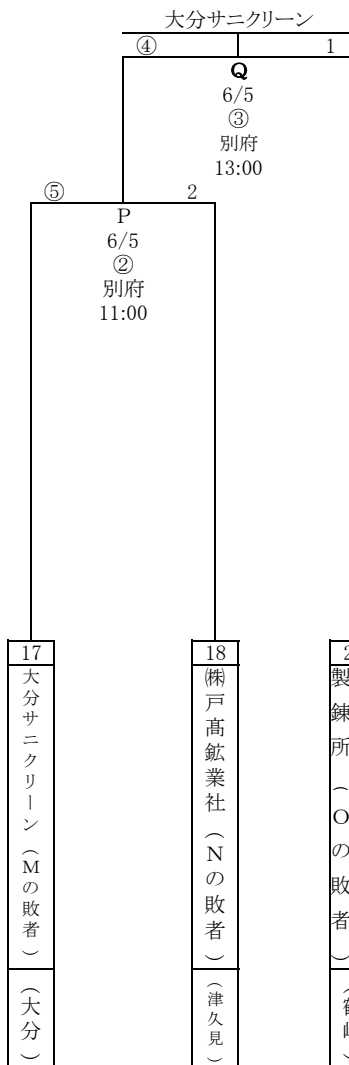 大分サニクリーン
④ 1
Q
6/5
③
別府
13:00
⑤ 2
P
6/5
②
別府
11:00
17
大分サニクリーン（Mの敗者）
（大分）
18
㈱戸髙鉱業社（Nの敗者）
（津久見）
製錬所（Oの敗者）